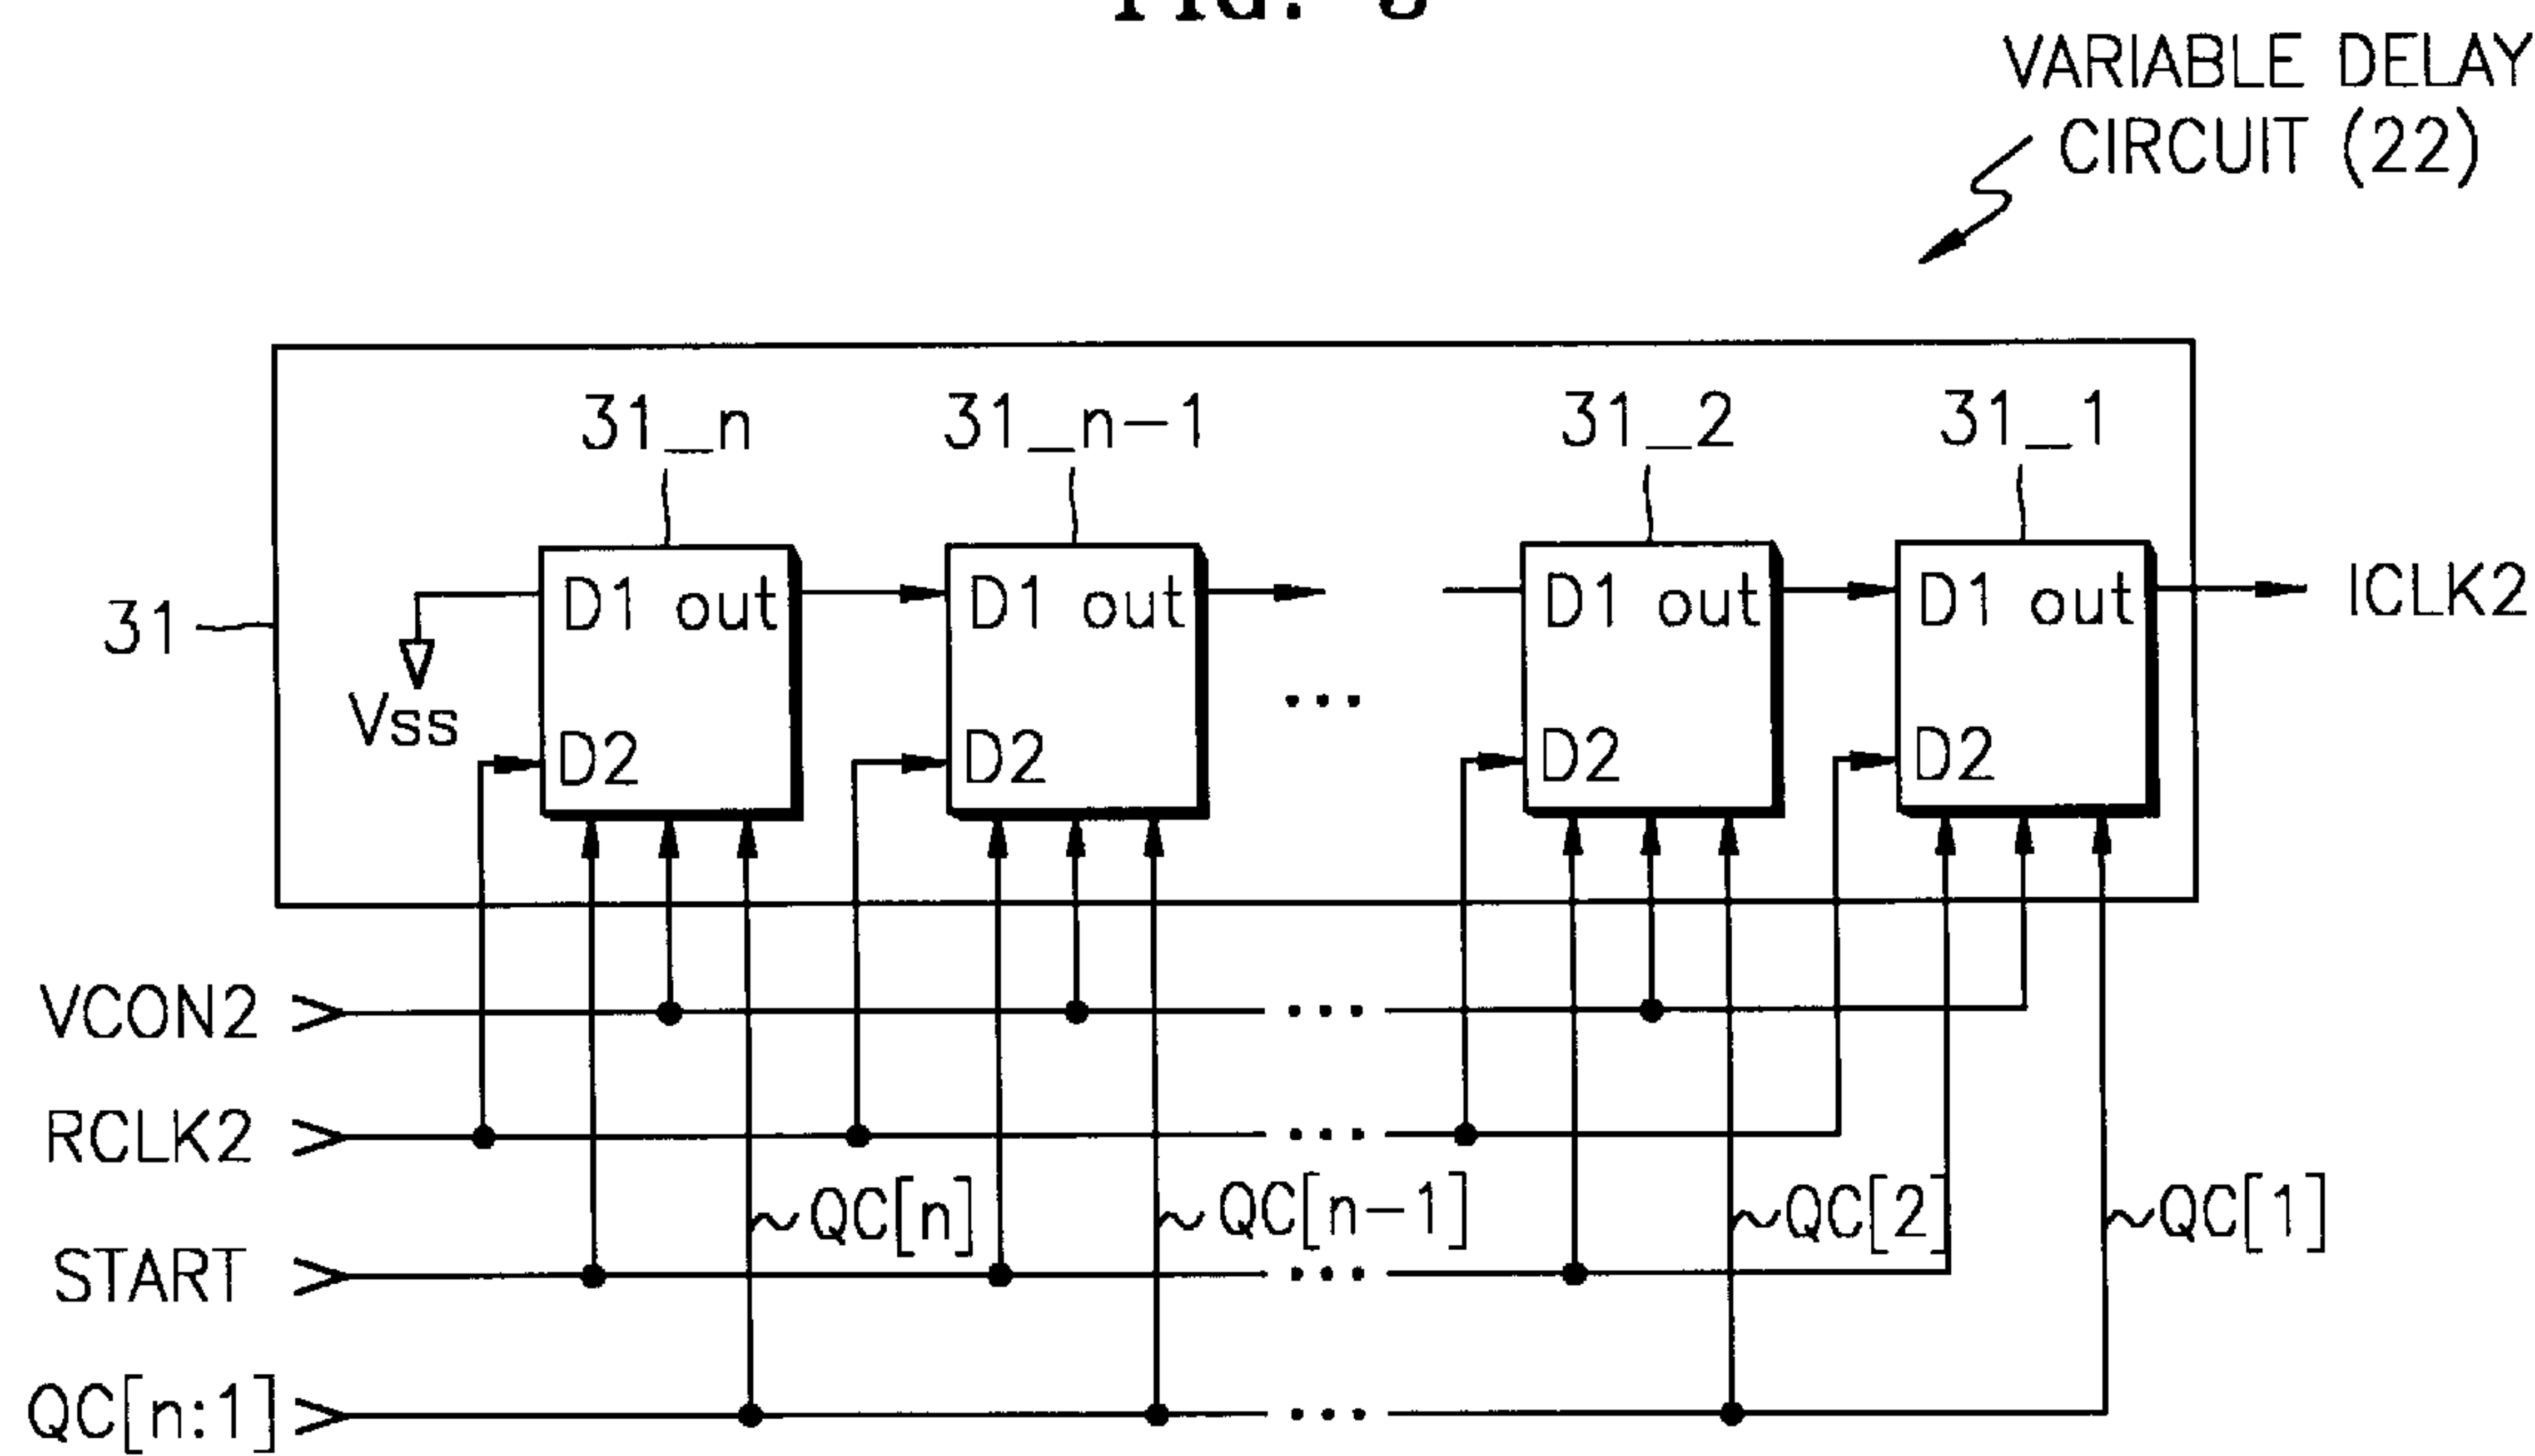 VARIABLE DELAY
CIRCUIT (22)
31_n 31_n-1 31_2 31_1
31
D1 out D1 out ... D1 out D1 out ICLK2
Vss
D2 D2 D2 D2
VCON2 ...
RCLK2 ...
QC[n] QC[n-1] QC[2] QC[1]
START ...
QC[n:1] ...